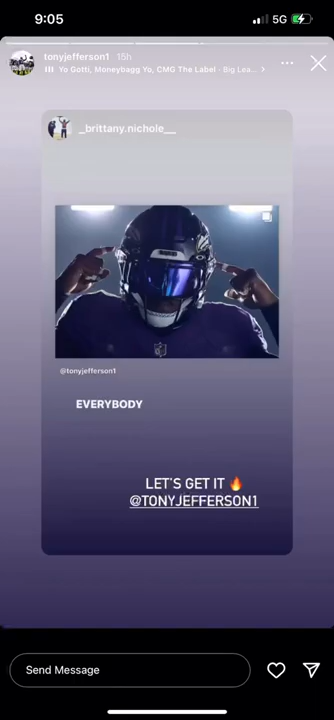 9:05
5G
tonyjefferson1 15h
Yo Gotti, Moneybagg Yo, CMG The Label · Big Lea...
_brittany.nichole__
@tonyjefferson1
EVERYBODY
LET'S GET IT 🔥
@TONYJEFFERSON1
Send Message